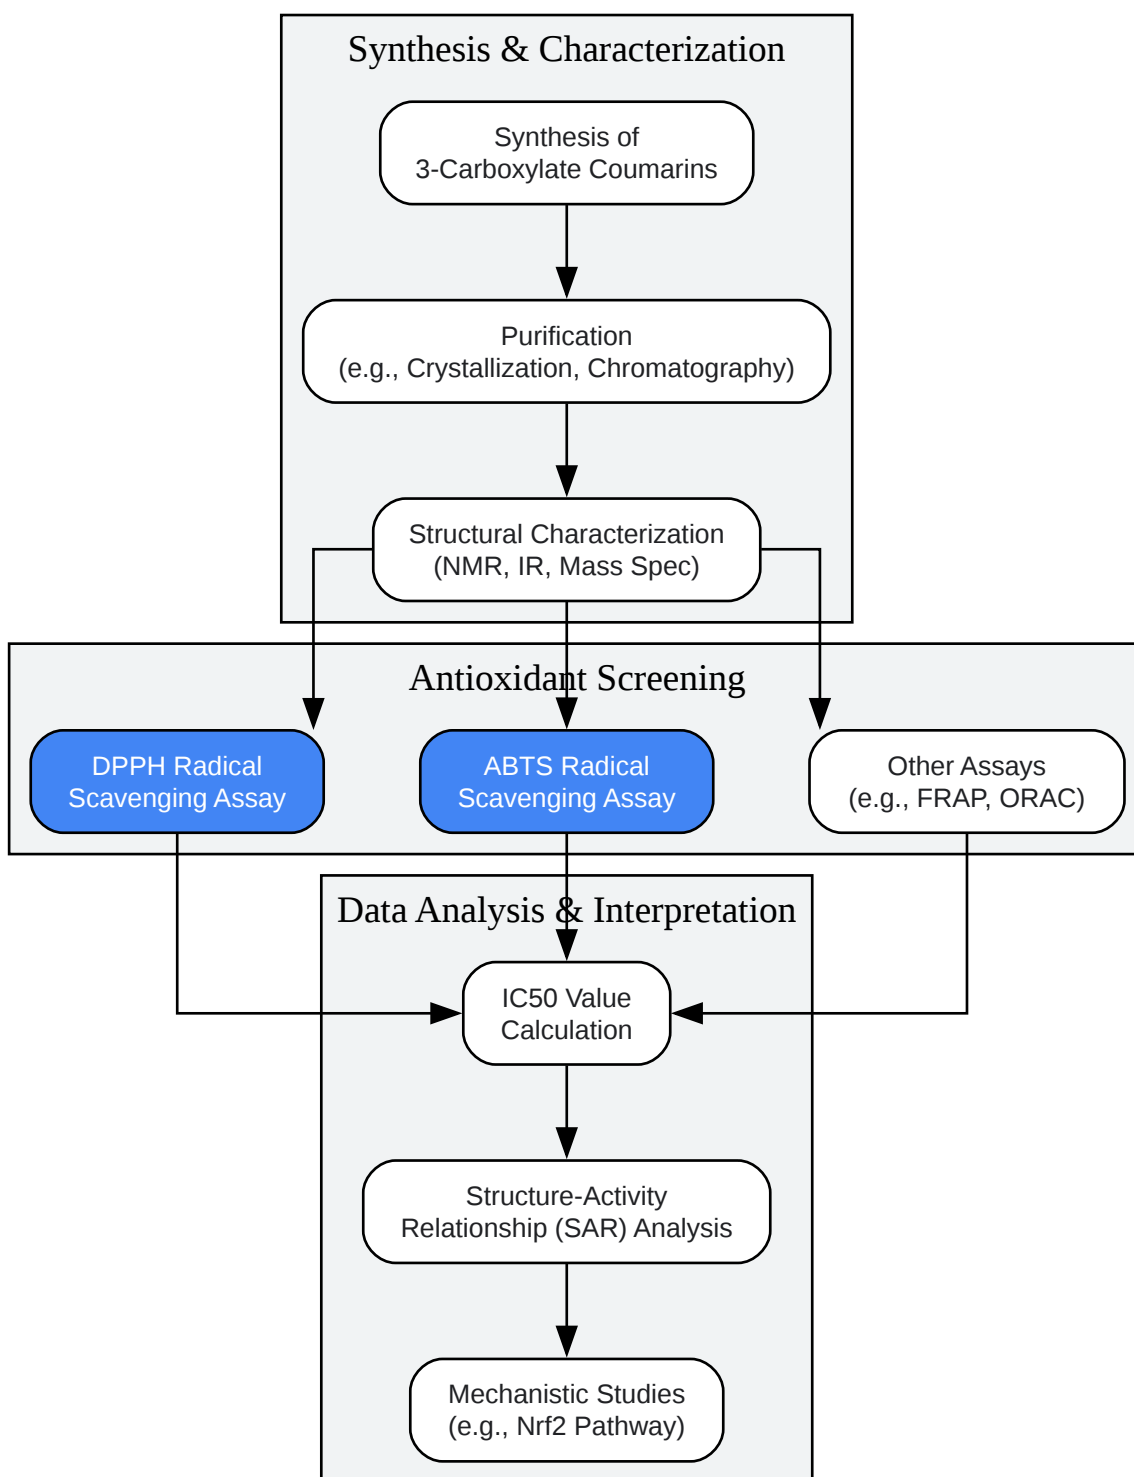 Synthesis & Characterization
Synthesis of
3-Carboxylate Coumarins
Purification
(e.g., Crystallization, Chromatography)
Structural Characterization
(NMR, IR, Mass Spec)
Antioxidant Screening
DPPH Radical
Scavenging Assay
ABTS Radical
Scavenging Assay
Other Assays
(e.g., FRAP, ORAC)
Data Analysis & Interpretation
IC50 Value
Calculation
Structure-Activity
Relationship (SAR) Analysis
Mechanistic Studies
(e.g., Nrf2 Pathway)